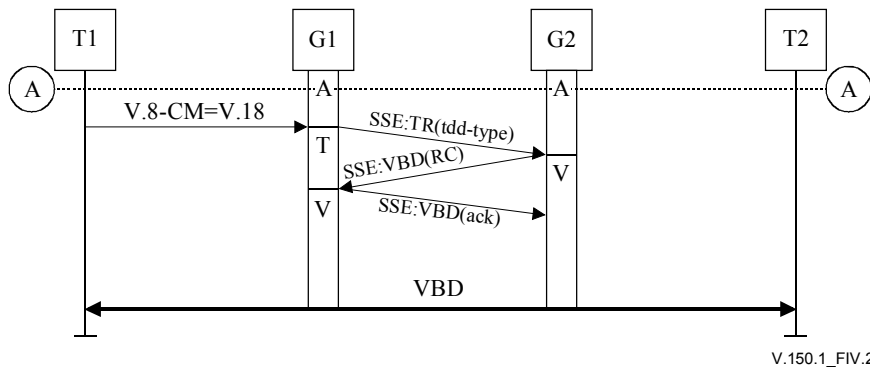 T1 G1 G2 T2
A A A A
V.8-CM=V.18
SSE:TR(tdd-type)
T
SSE:VBD(RC)
V
V
SSE:VBD(ack)
VBD
V.150.1_FIV.2